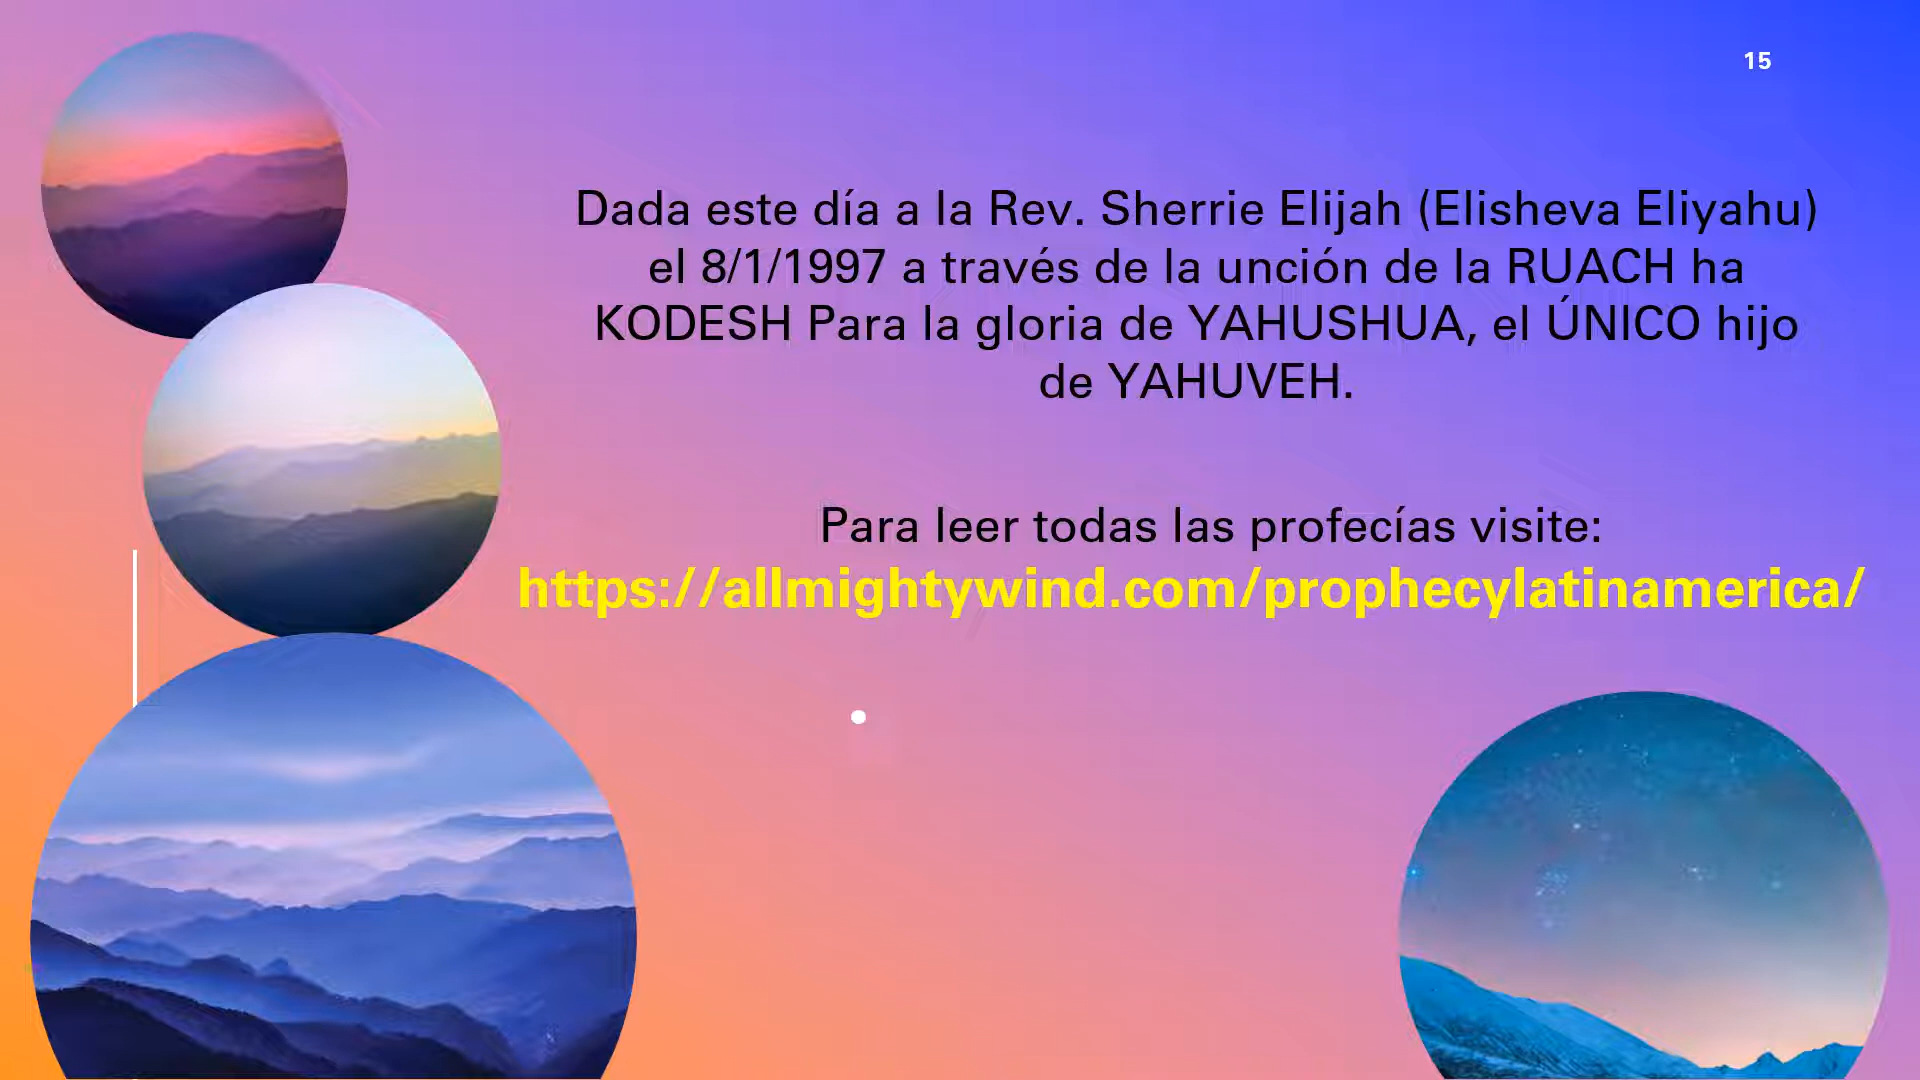 15
Dada este día a la Rev. Sherrie Elijah (Elisheva Eliyahu)
el 8/1/1997 a través de la unción de la RUACH ha
KODESH Para la gloria de YAHUSHUA, el ÚNICO hijo
de YAHUVEH.
Para leer todas las profecías visite:
https://allmightywind.com/prophecylatinamerica/